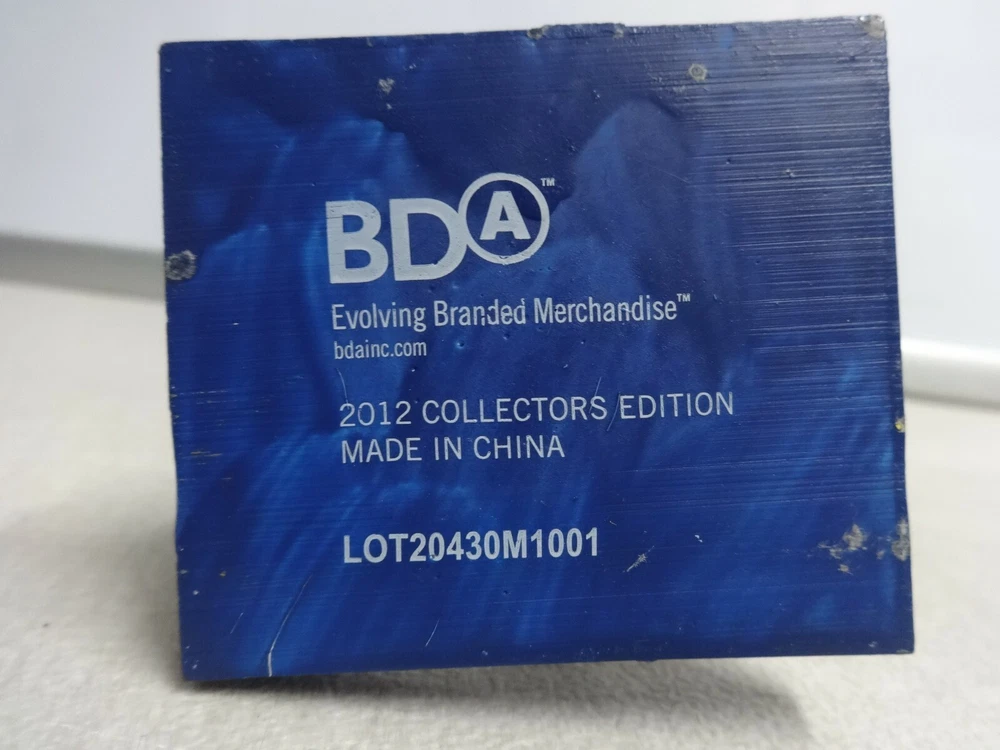 BDA™
Evolving Branded Merchandise™
bdainc.com
2012 COLLECTORS EDITION
MADE IN CHINA
LOT20430M1001